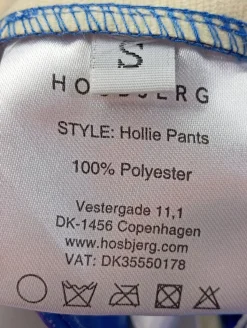 S
HOSBJERG
STYLE: Hollie Pants
100% Polyester
Vestergade 11,1
DK-1456 Copenhagen
www.hosbjerg.com
VAT: DK35550178